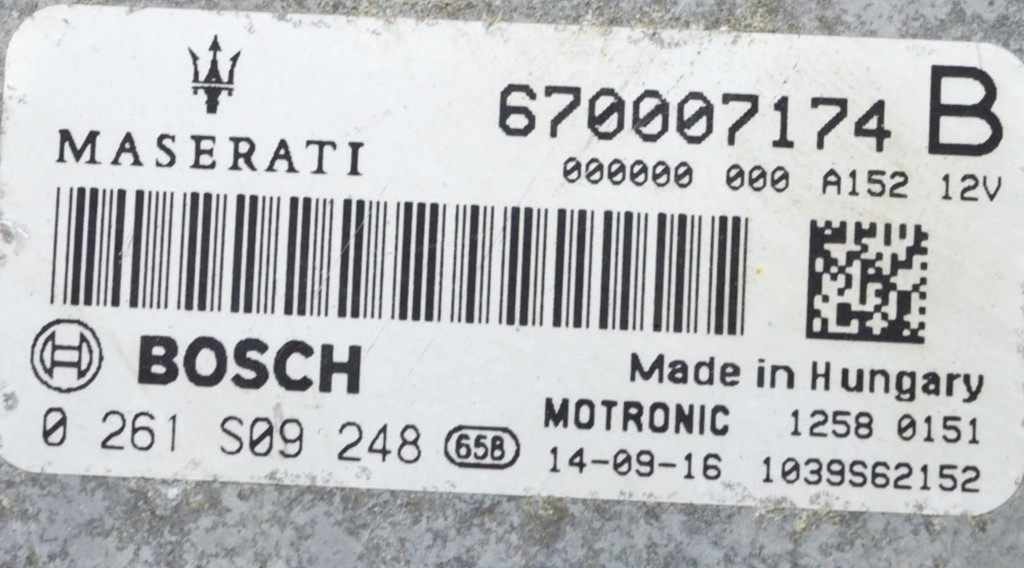 670007174 B
MASERATI
000000 000 A152 12V
BOSCH
Made in Hungary
MOTRONIC 1258 0151
0 261 S09 248 658
14-09-16 1039S62152